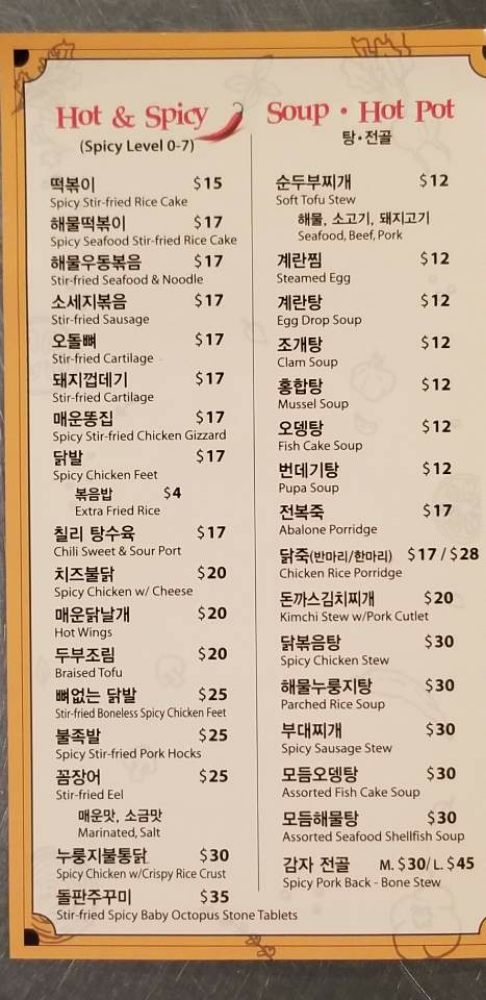 Hot & Spicy
(Spicy Level 0-7)
떡볶이 $15
Spicy Stir-fried Rice Cake
해물떡볶이 $17
Spicy Seafood Stir-fried Rice Cake
해물우동볶음 $17
Stir-fried Seafood & Noodle
소세지볶음 $17
Stir-fried Sausage
오돌뼈 $17
Stir-fried Cartilage
돼지껍데기 $17
Stir-fried Cartilage
매운똥집 $17
Spicy Stir-fried Chicken Gizzard
닭발 $17
Spicy Chicken Feet
볶음밥 $4
Extra Fried Rice
칠리 탕수육 $17
Chili Sweet & Sour Port
치즈불닭 $20
Spicy Chicken w/ Cheese
매운닭날개 $20
Hot Wings
두부조림 $20
Braised Tofu
뼈없는 닭발 $25
Stir-fried Boneless Spicy Chicken Feet
불족발 $25
Spicy Stir-fried Pork Hocks
꼼장어 $25
Stir-fried Eel
매운맛, 소금맛
Marinated, Salt
누룽지불통닭 $30
Spicy Chicken w/Crispy Rice Crust
돌판주꾸미 $35
Stir-fried Spicy Baby Octopus Stone Tablets
Soup • Hot Pot
탕•전골
순두부찌개 $12
Soft Tofu Stew
해물, 소고기, 돼지고기
Seafood, Beef, Pork
계란찜 $12
Steamed Egg
계란탕 $12
Egg Drop Soup
조개탕 $12
Clam Soup
홍합탕 $12
Mussel Soup
오뎅탕 $12
Fish Cake Soup
번데기탕 $12
Pupa Soup
전복죽 $17
Abalone Porridge
닭죽(반마리/한마리) $17 / $28
Chicken Rice Porridge
돈까스김치찌개 $20
Kimchi Stew w/Pork Cutlet
닭볶음탕 $30
Spicy Chicken Stew
해물누룽지탕 $30
Parched Rice Soup
부대찌개 $30
Spicy Sausage Stew
모듬오뎅탕 $30
Assorted Fish Cake Soup
모듬해물탕 $30
Assorted Seafood Shellfish Soup
감자 전골 M. $30/ L. $45
Spicy Pork Back - Bone Stew